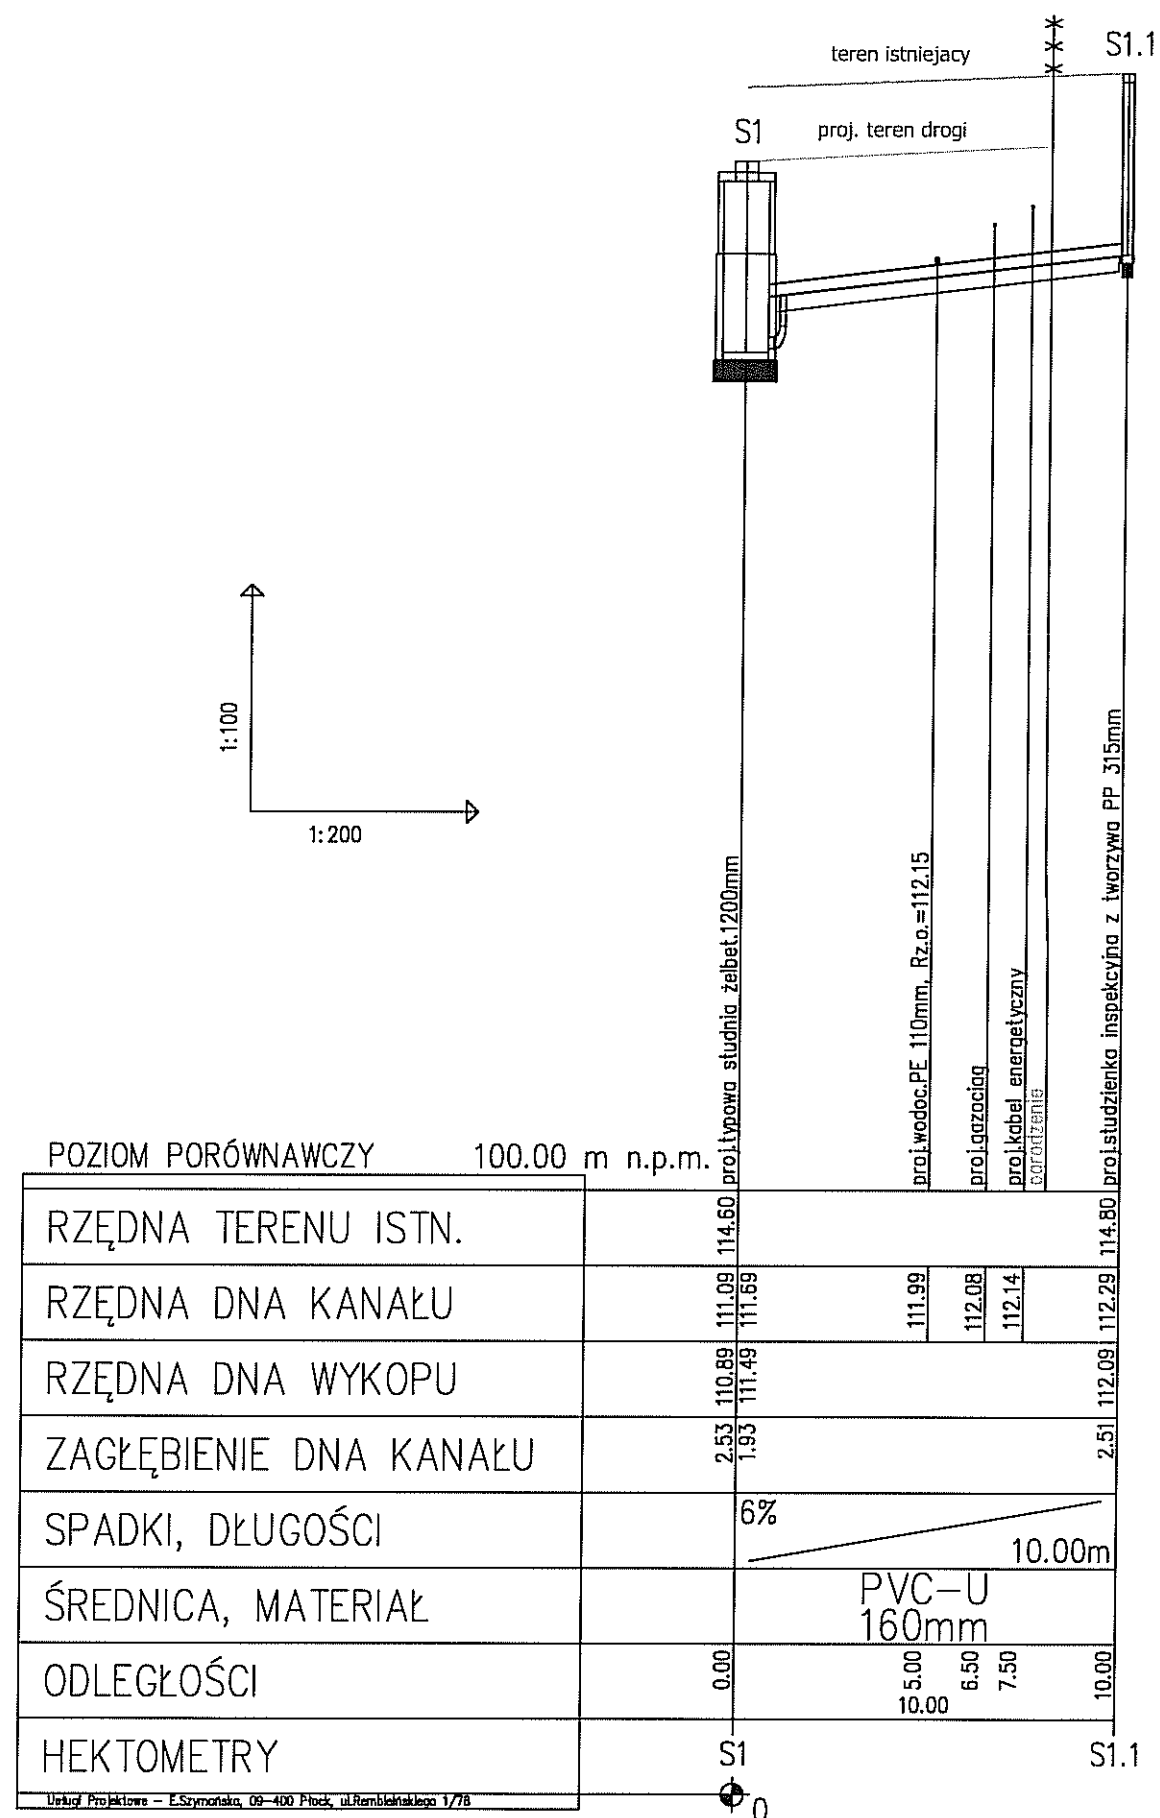 teren istniejacy
S1.1
proj. teren drogi
S1
1:100
1:200
proj.typowa studnia żelbet.1200mm
proj.wodoc.PE 110mm, Rz.o.=112.15
proj.gazociąg
proj.kabel energetyczny
ogrodzenie
proj.studzienka inspekcyjna z tworzywa PP 315mm
POZIOM PORÓWNAWCZY 100.00 m n.p.m.
RZĘDNA TERENU ISTN. 114.60 114.80
RZĘDNA DNA KANAŁU 111.09 111.69 111.99 112.08 112.14 112.29
RZĘDNA DNA WYKOPU 110.89 111.49 112.09
ZAGŁĘBIENIE DNA KANAŁU 2.53 1.93 2.51
SPADKI, DŁUGOŚCI 6% 10.00m
ŚREDNICA, MATERIAŁ PVC-U
160mm
ODLEGŁOŚCI 0.00 5.00 6.50 7.50 10.00
10.00
HEKTOMETRY S1 S1.1
Usługi Projektowe - E.Szymańska, 09-400 Płock, ul.Rembielińskiego 1/78
0